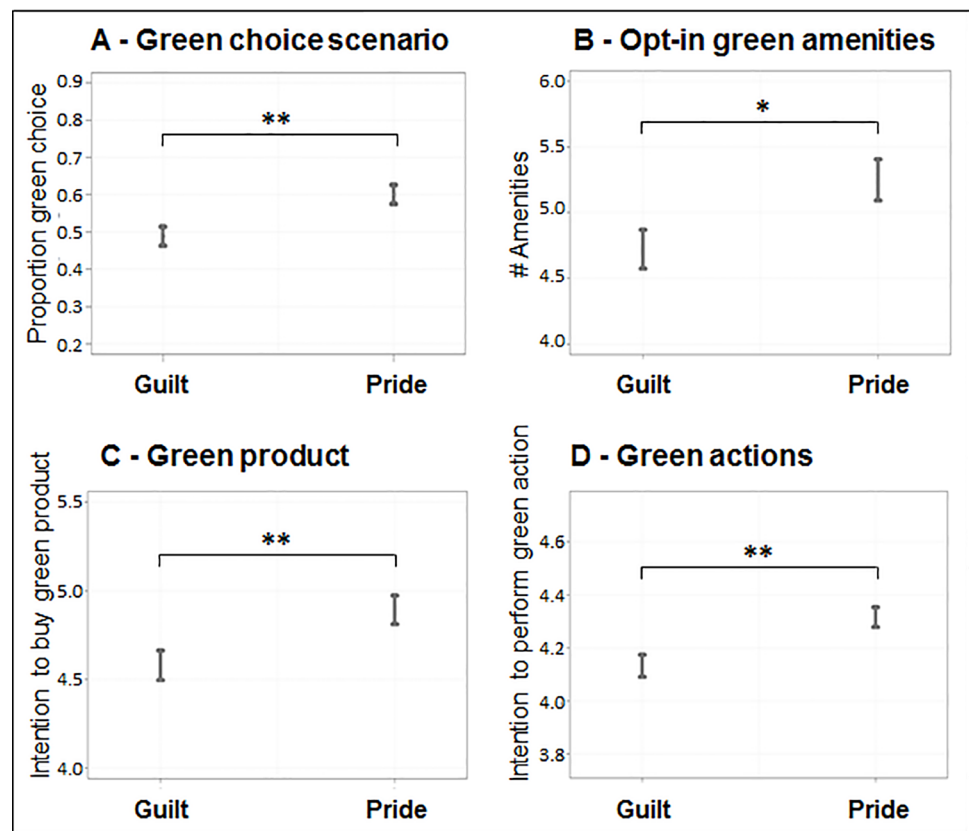 A - Green choice scenario
Proportion green choice
0.9
0.8
0.7
0.6
0.5
0.4
0.3
0.2
**
Guilt
Pride
B - Opt-in green amenities
# Amenities
6.0
5.5
5.0
4.5
4.0
*
Guilt
Pride
C - Green product
Intention to buy green product
5.5
5.0
4.5
4.0
**
Guilt
Pride
D - Green actions
Intention to perform green action
4.6
4.4
4.2
4.0
3.8
**
Guilt
Pride